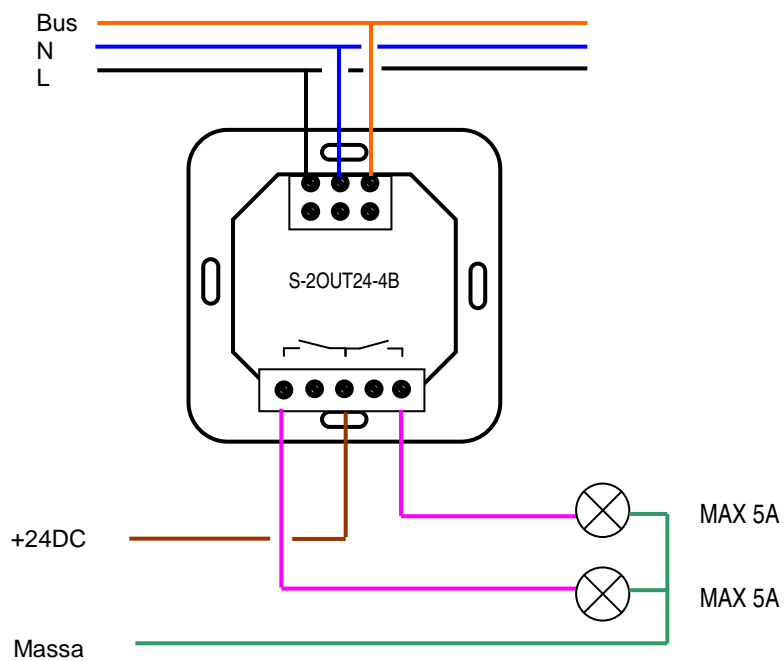 Bus
N
L
S-2OUT24-4B
MAX 5A
+24DC
MAX 5A
Massa